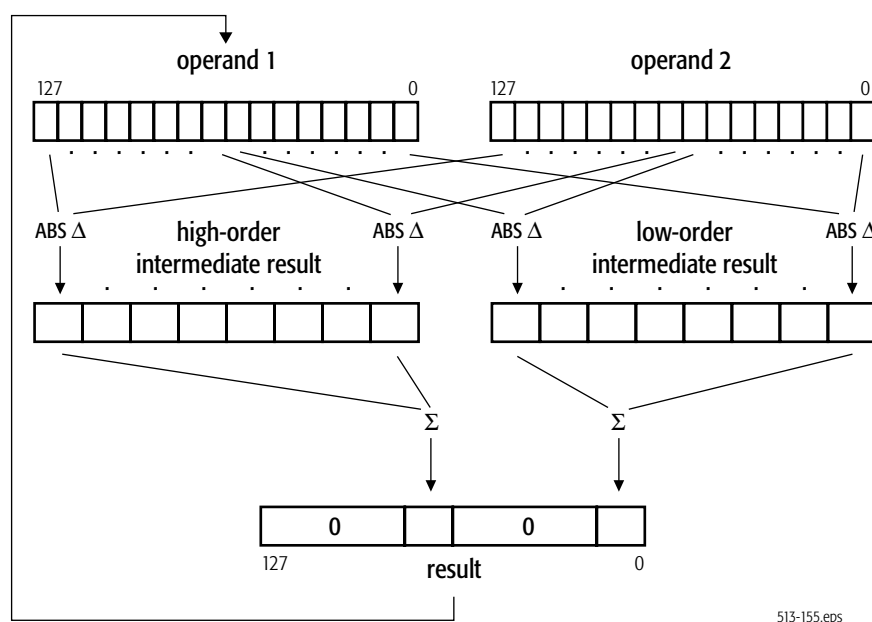 operand 1
operand 2
127
0
127
0
ABS Δ
high-order
intermediate result
ABS Δ
ABS Δ
low-order
intermediate result
ABS Δ
Σ
Σ
0
0
127
result
0
513-155.eps